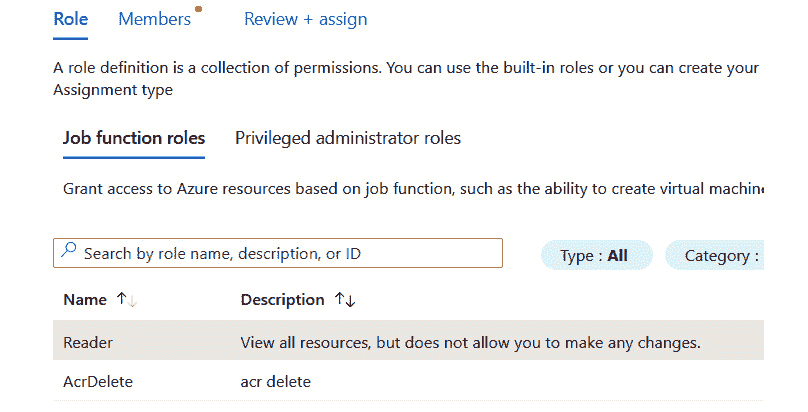 Role Members Review + assign
A role definition is a collection of permissions. You can use the built-in roles or you can create your
Assignment type
Job function roles Privileged administrator roles
Grant access to Azure resources based on job function, such as the ability to create virtual machine
Search by role name, description, or ID Type : All Category :
Name ↑↓ Description ↑↓
Reader View all resources, but does not allow you to make any changes.
AcrDelete acr delete